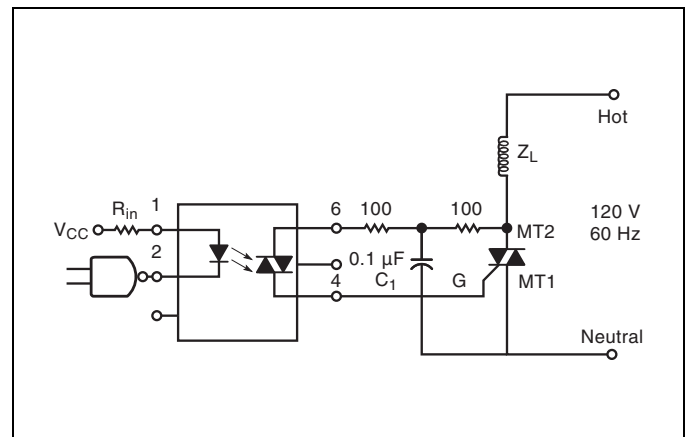 Hot
Z_L
R_in
1
6
100
100
V_CC
MT2
120 V
60 Hz
2
0.1 µF
C_1
4
G
MT1
Neutral